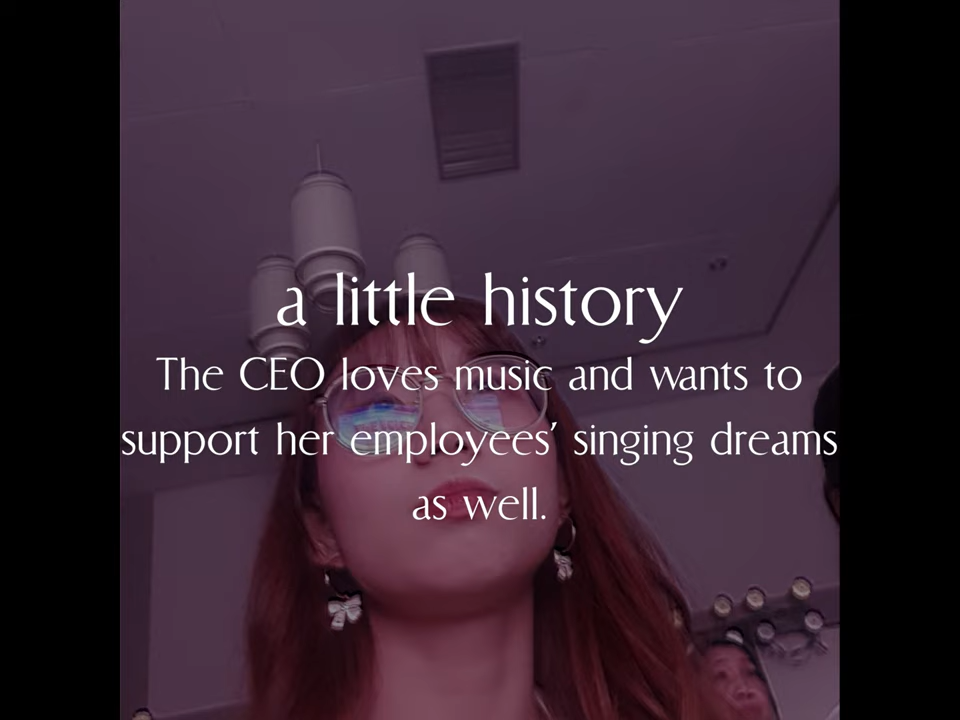 a little history
The CEO loves music and wants to
support her employees’ singing dreams
as well.